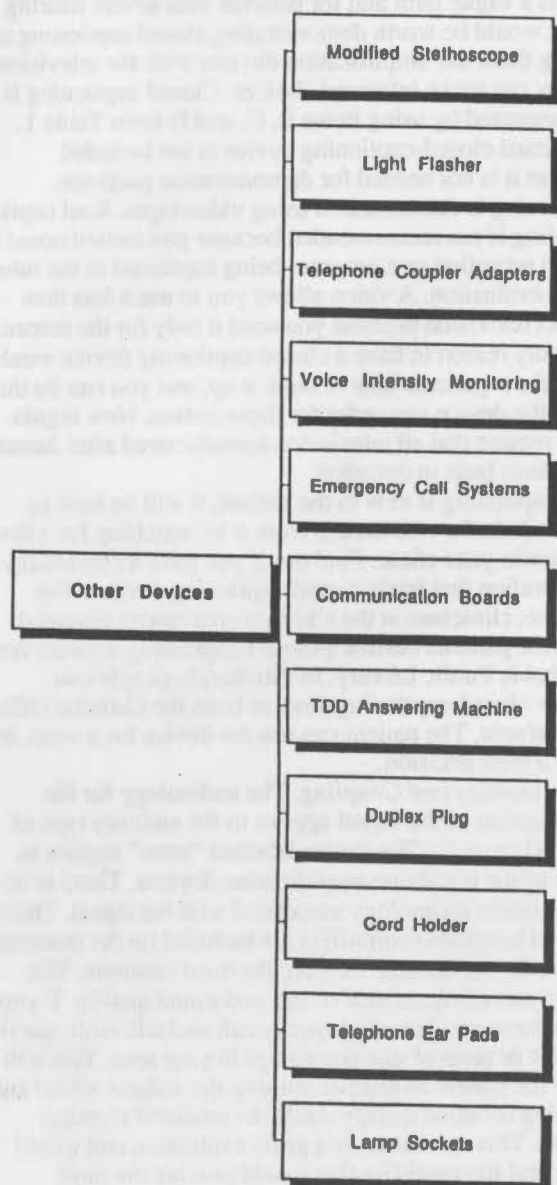 Modified Stethoscope
Light Flasher
Telephone Coupler Adapters
Voice Intensity Monitoring
Emergency Call Systems
Other Devices
Communication Boards
TDD Answering Machine
Duplex Plug
Cord Holder
Telephone Ear Pads
Lamp Sockets